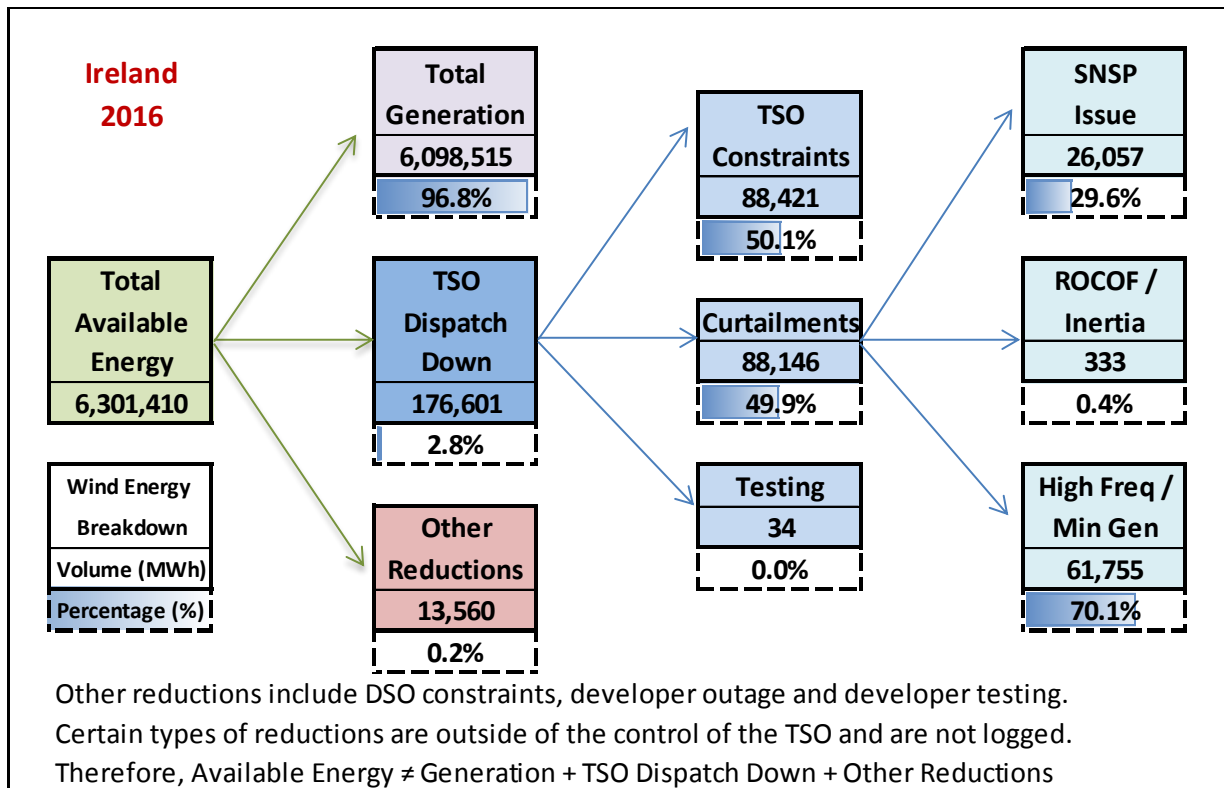 Ireland
2016
Total
Generation
6,098,515
96.8%
TSO
Constraints
88,421
50.1%
SNSP
Issue
26,057
29.6%
Total
Available
Energy
6,301,410
TSO
Dispatch
Down
176,601
2.8%
Curtailments
88,146
49.9%
ROCOF /
Inertia
333
0.4%
Wind Energy
Breakdown
Volume (MWh)
Percentage (%)
Other
Reductions
13,560
0.2%
Testing
34
0.0%
High Freq /
Min Gen
61,755
70.1%
Other reductions include DSO constraints, developer outage and developer testing.
Certain types of reductions are outside of the control of the TSO and are not logged.
Therefore, Available Energy ≠ Generation + TSO Dispatch Down + Other Reductions